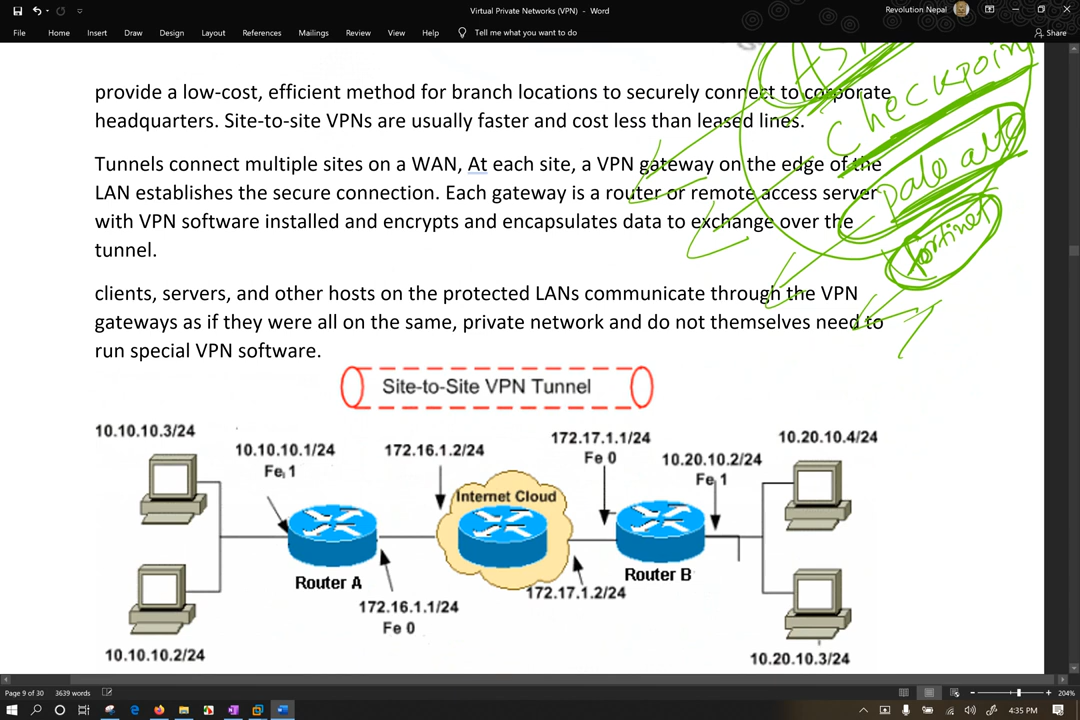 Virtual Private Networks (VPN) - Word
Revolution Nepal
File Home Insert Draw Design Layout References Mailings Review View Help Tell me what you want to do
Share
provide a low-cost, efficient method for branch locations to securely connect to corporate
headquarters. Site-to-site VPNs are usually faster and cost less than leased lines.
Checkpoint
Tunnels connect multiple sites on a WAN, At each site, a VPN gateway on the edge of the
LAN establishes the secure connection. Each gateway is a router or remote access server
with VPN software installed and encrypts and encapsulates data to exchange over the
tunnel.
palo alto
Fortinet
clients, servers, and other hosts on the protected LANs communicate through the VPN
gateways as if they were all on the same, private network and do not themselves need to
run special VPN software.
Site-to-Site VPN Tunnel
10.10.10.3/24
10.10.10.1/24
Fe 1
172.16.1.2/24
172.17.1.1/24
Fe 0
10.20.10.2/24
Fe 1
10.20.10.4/24
Internet Cloud
Router A
Router B
172.16.1.1/24
Fe 0
172.17.1.2/24
10.10.10.2/24
10.20.10.3/24
Page 9 of 30 3639 words
204%
4:35 PM